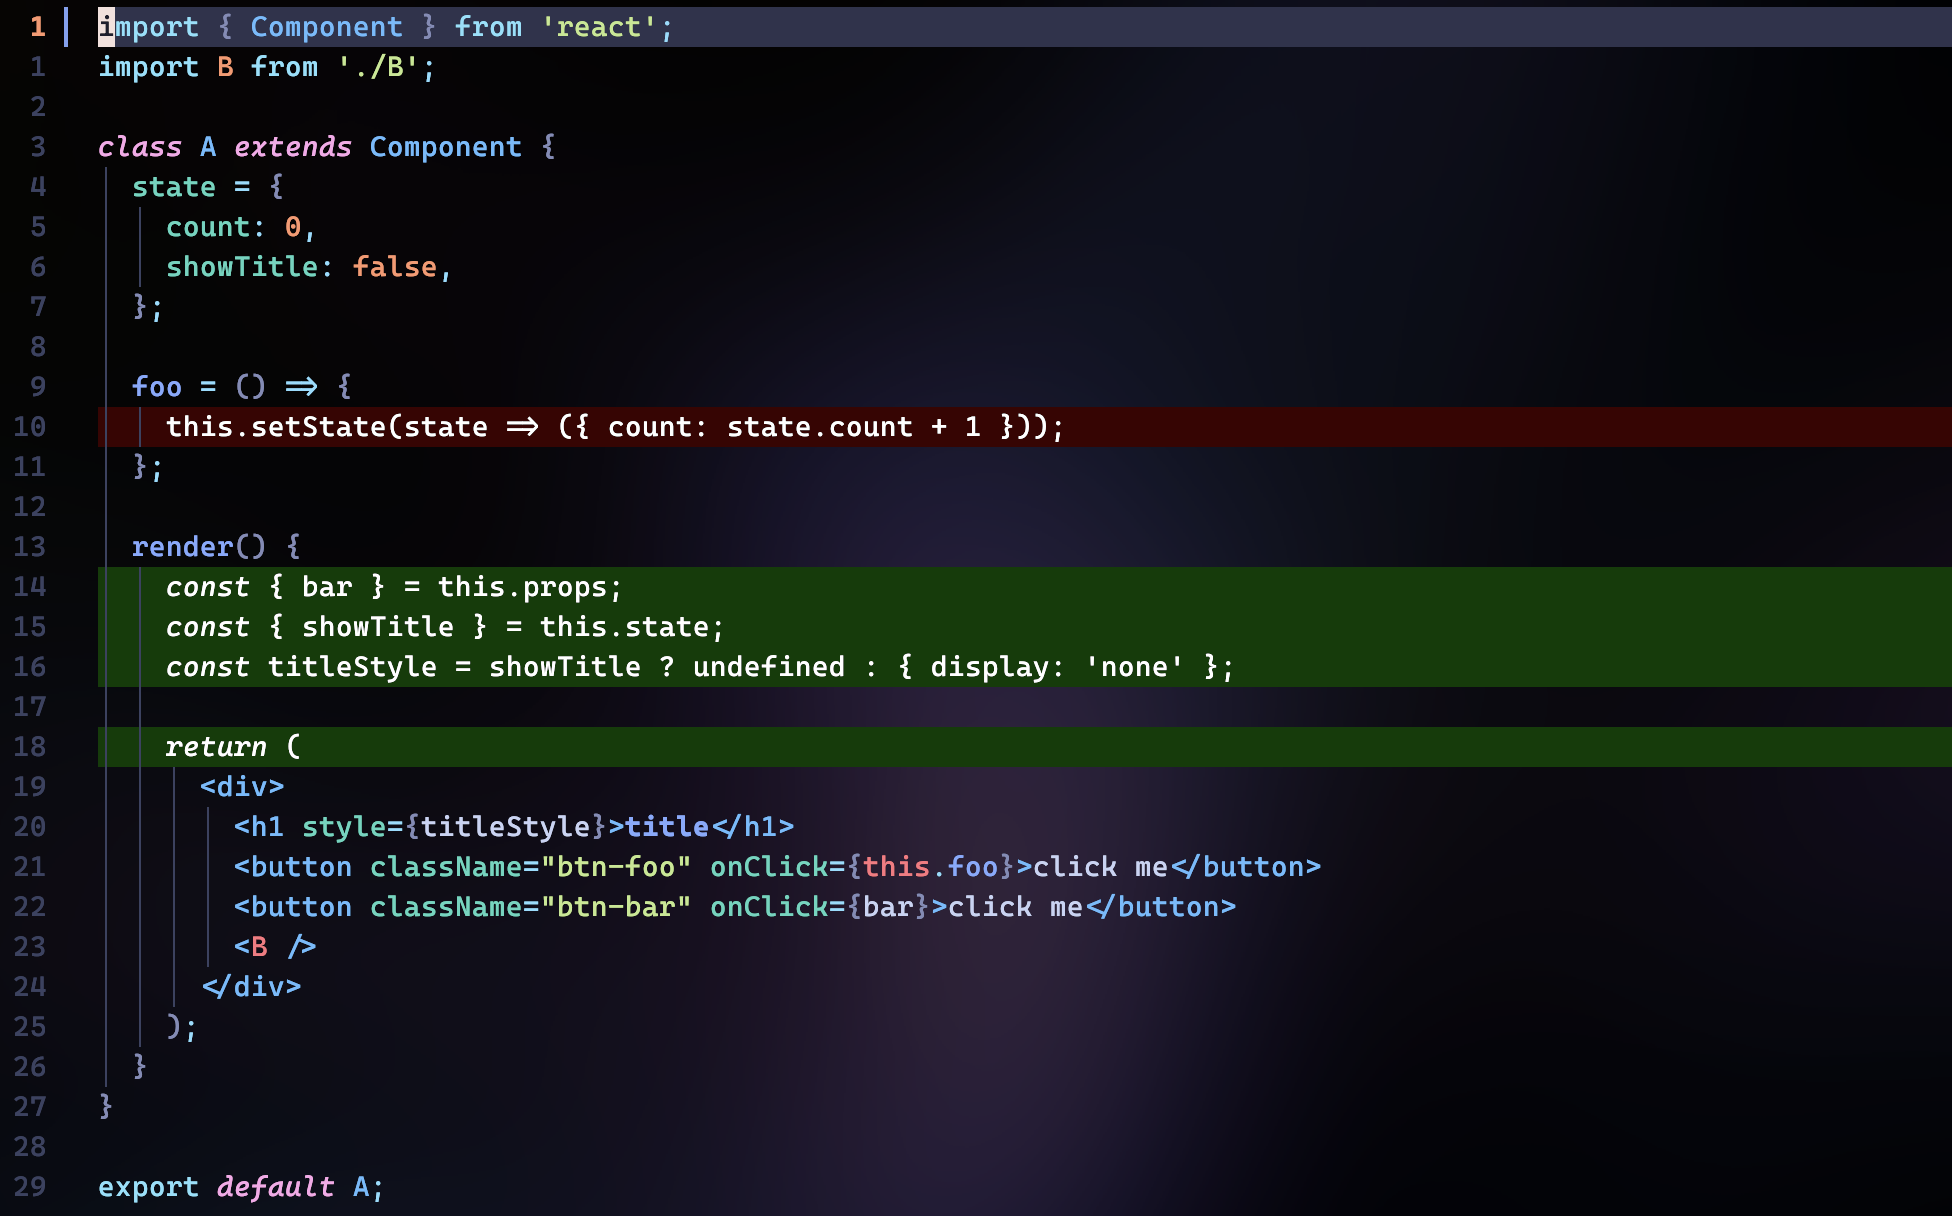 1 import { Component } from 'react';
1 import B from './B';
2
3 class A extends Component {
4   state = {
5     count: 0,
6     showTitle: false,
7   };
8
9   foo = () => {
10     this.setState(state => ({ count: state.count + 1 }));
11   };
12
13   render() {
14     const { bar } = this.props;
15     const { showTitle } = this.state;
16     const titleStyle = showTitle ? undefined : { display: 'none' };
17
18     return (
19       <div>
20         <h1 style={titleStyle}>title</h1>
21         <button className="btn-foo" onClick={this.foo}>click me</button>
22         <button className="btn-bar" onClick={bar}>click me</button>
23         <B />
24       </div>
25     );
26   }
27 }
28
29 export default A;